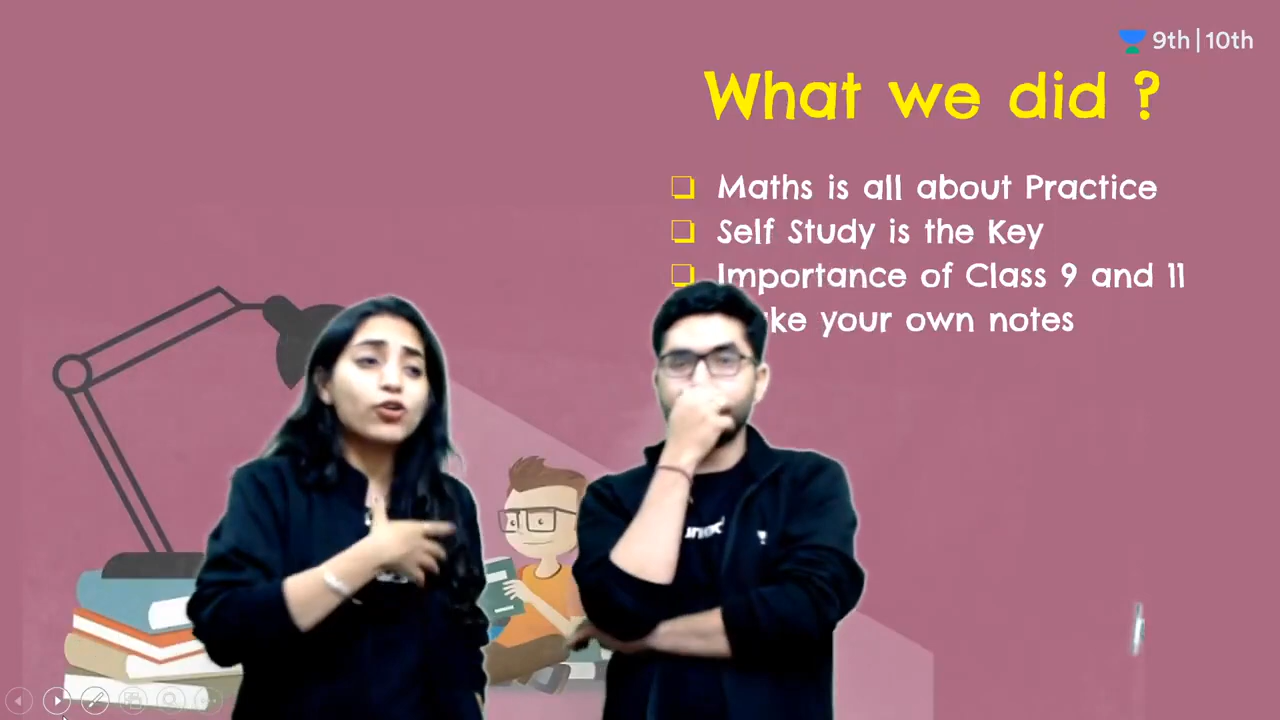 9th|10th
What we did ?
❏ Maths is all about Practice
❏ Self Study is the Key
❏ Importance of Class 9 and 11
your own notes